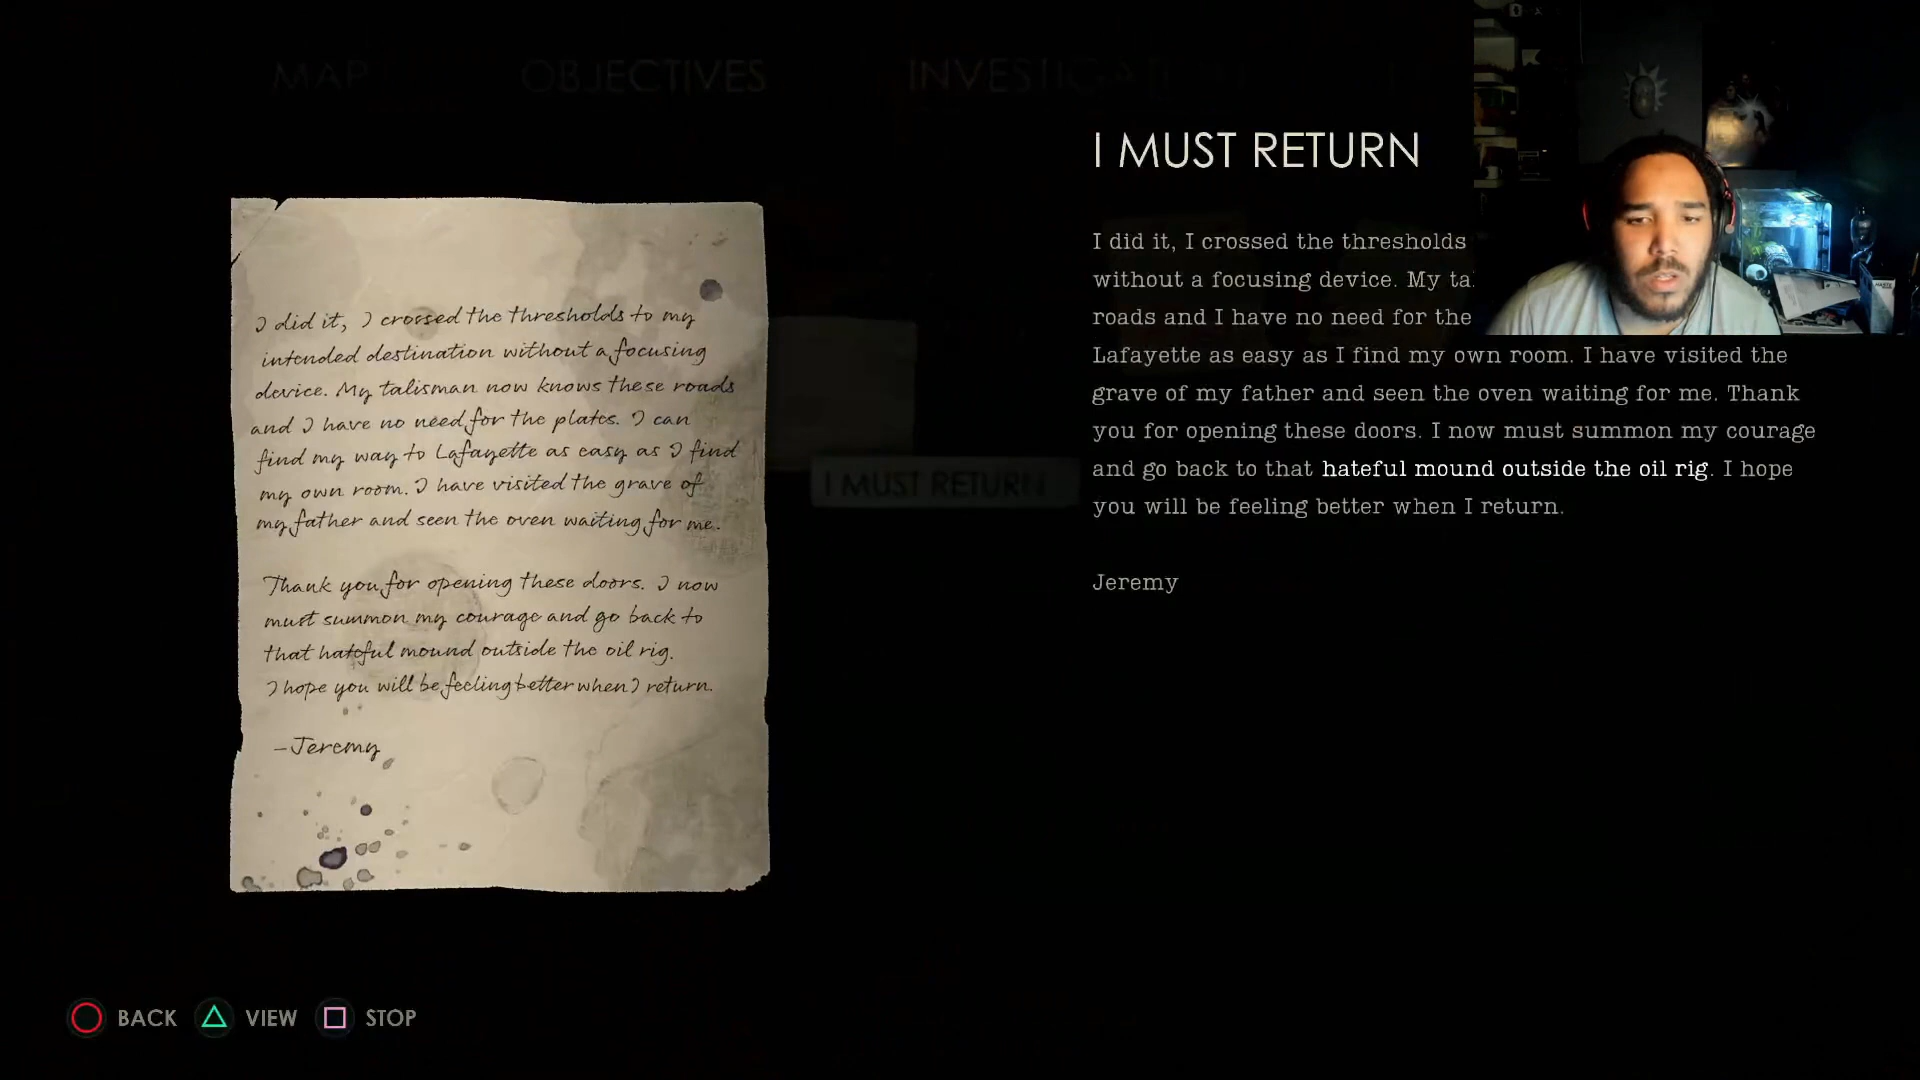 MAP
OBJECTIVES
I MUST RETURN
I did it, I crossed the thresholds to my
intended destination without a focusing
device. My talisman now knows these roads
and I have no need for the plates. I can
find my way to Lafayette as easy as I find
my own room. I have visited the grave of
my father and seen the oven waiting for me.
Thank you for opening these doors. I now
must summon my courage and go back to
that hateful mound outside the oil rig.
I hope you will be feeling better when I return.
–Jeremy
I MUST RETURN
I did it, I crossed the thresholds
without a focusing device. My ta
roads and I have no need for the
Lafayette as easy as I find my own room. I have visited the
grave of my father and seen the oven waiting for me. Thank
you for opening these doors. I now must summon my courage
and go back to that hateful mound outside the oil rig. I hope
you will be feeling better when I return.
Jeremy
BACK
VIEW
STOP